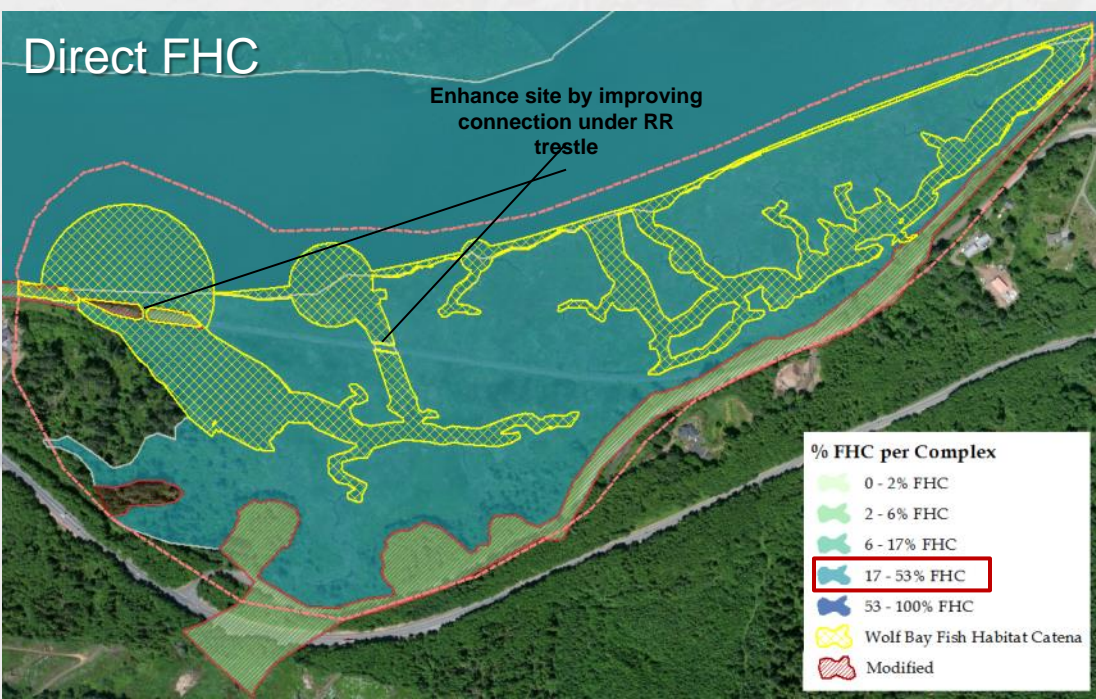 Direct FHC
Enhance site by improving
connection under RR
trestle
% FHC per Complex
0 - 2% FHC
2 - 6% FHC
6 - 17% FHC
17 - 53% FHC
53 - 100% FHC
Wolf Bay Fish Habitat Catena
Modified